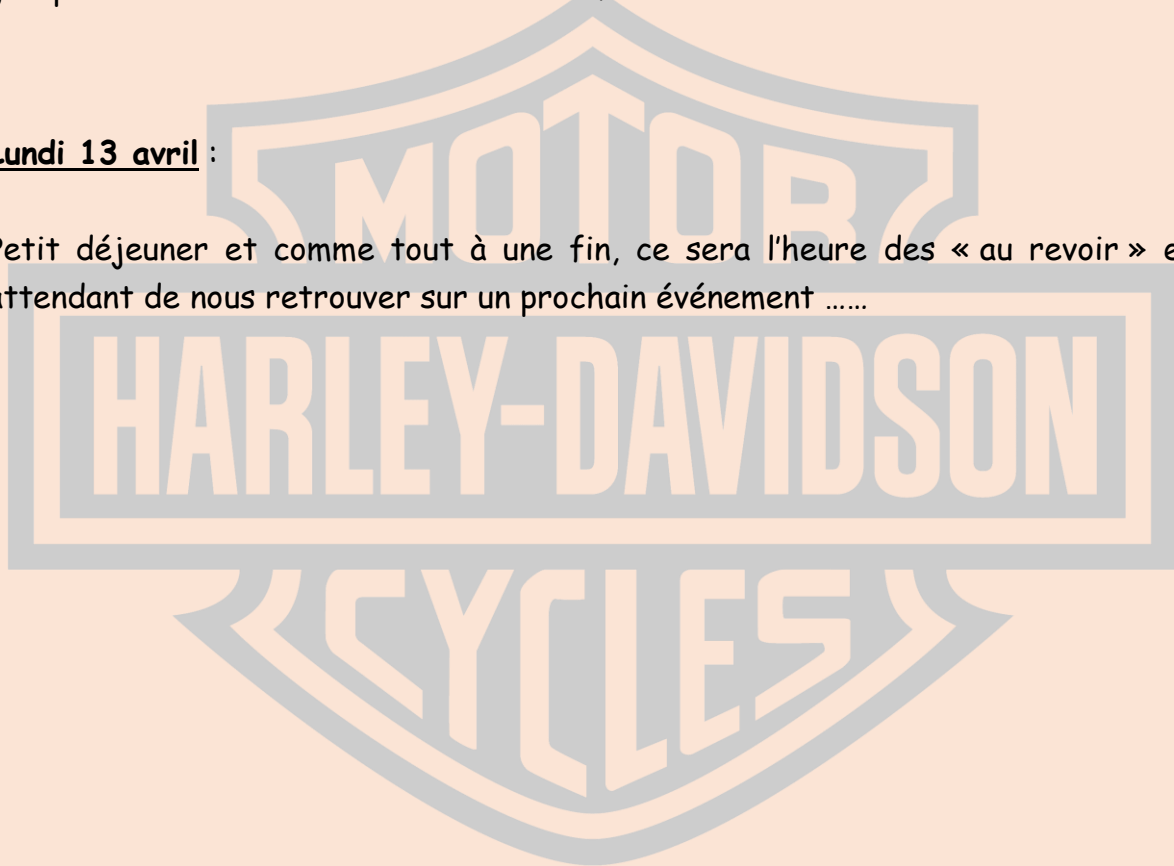 Lundi 13 avril :
Petit déjeuner et comme tout à une fin, ce sera l'heure des « au revoir » e
attendant de nous retrouver sur un prochain événement ……
MOTOR
HARLEY-DAVIDSON
CYCLES